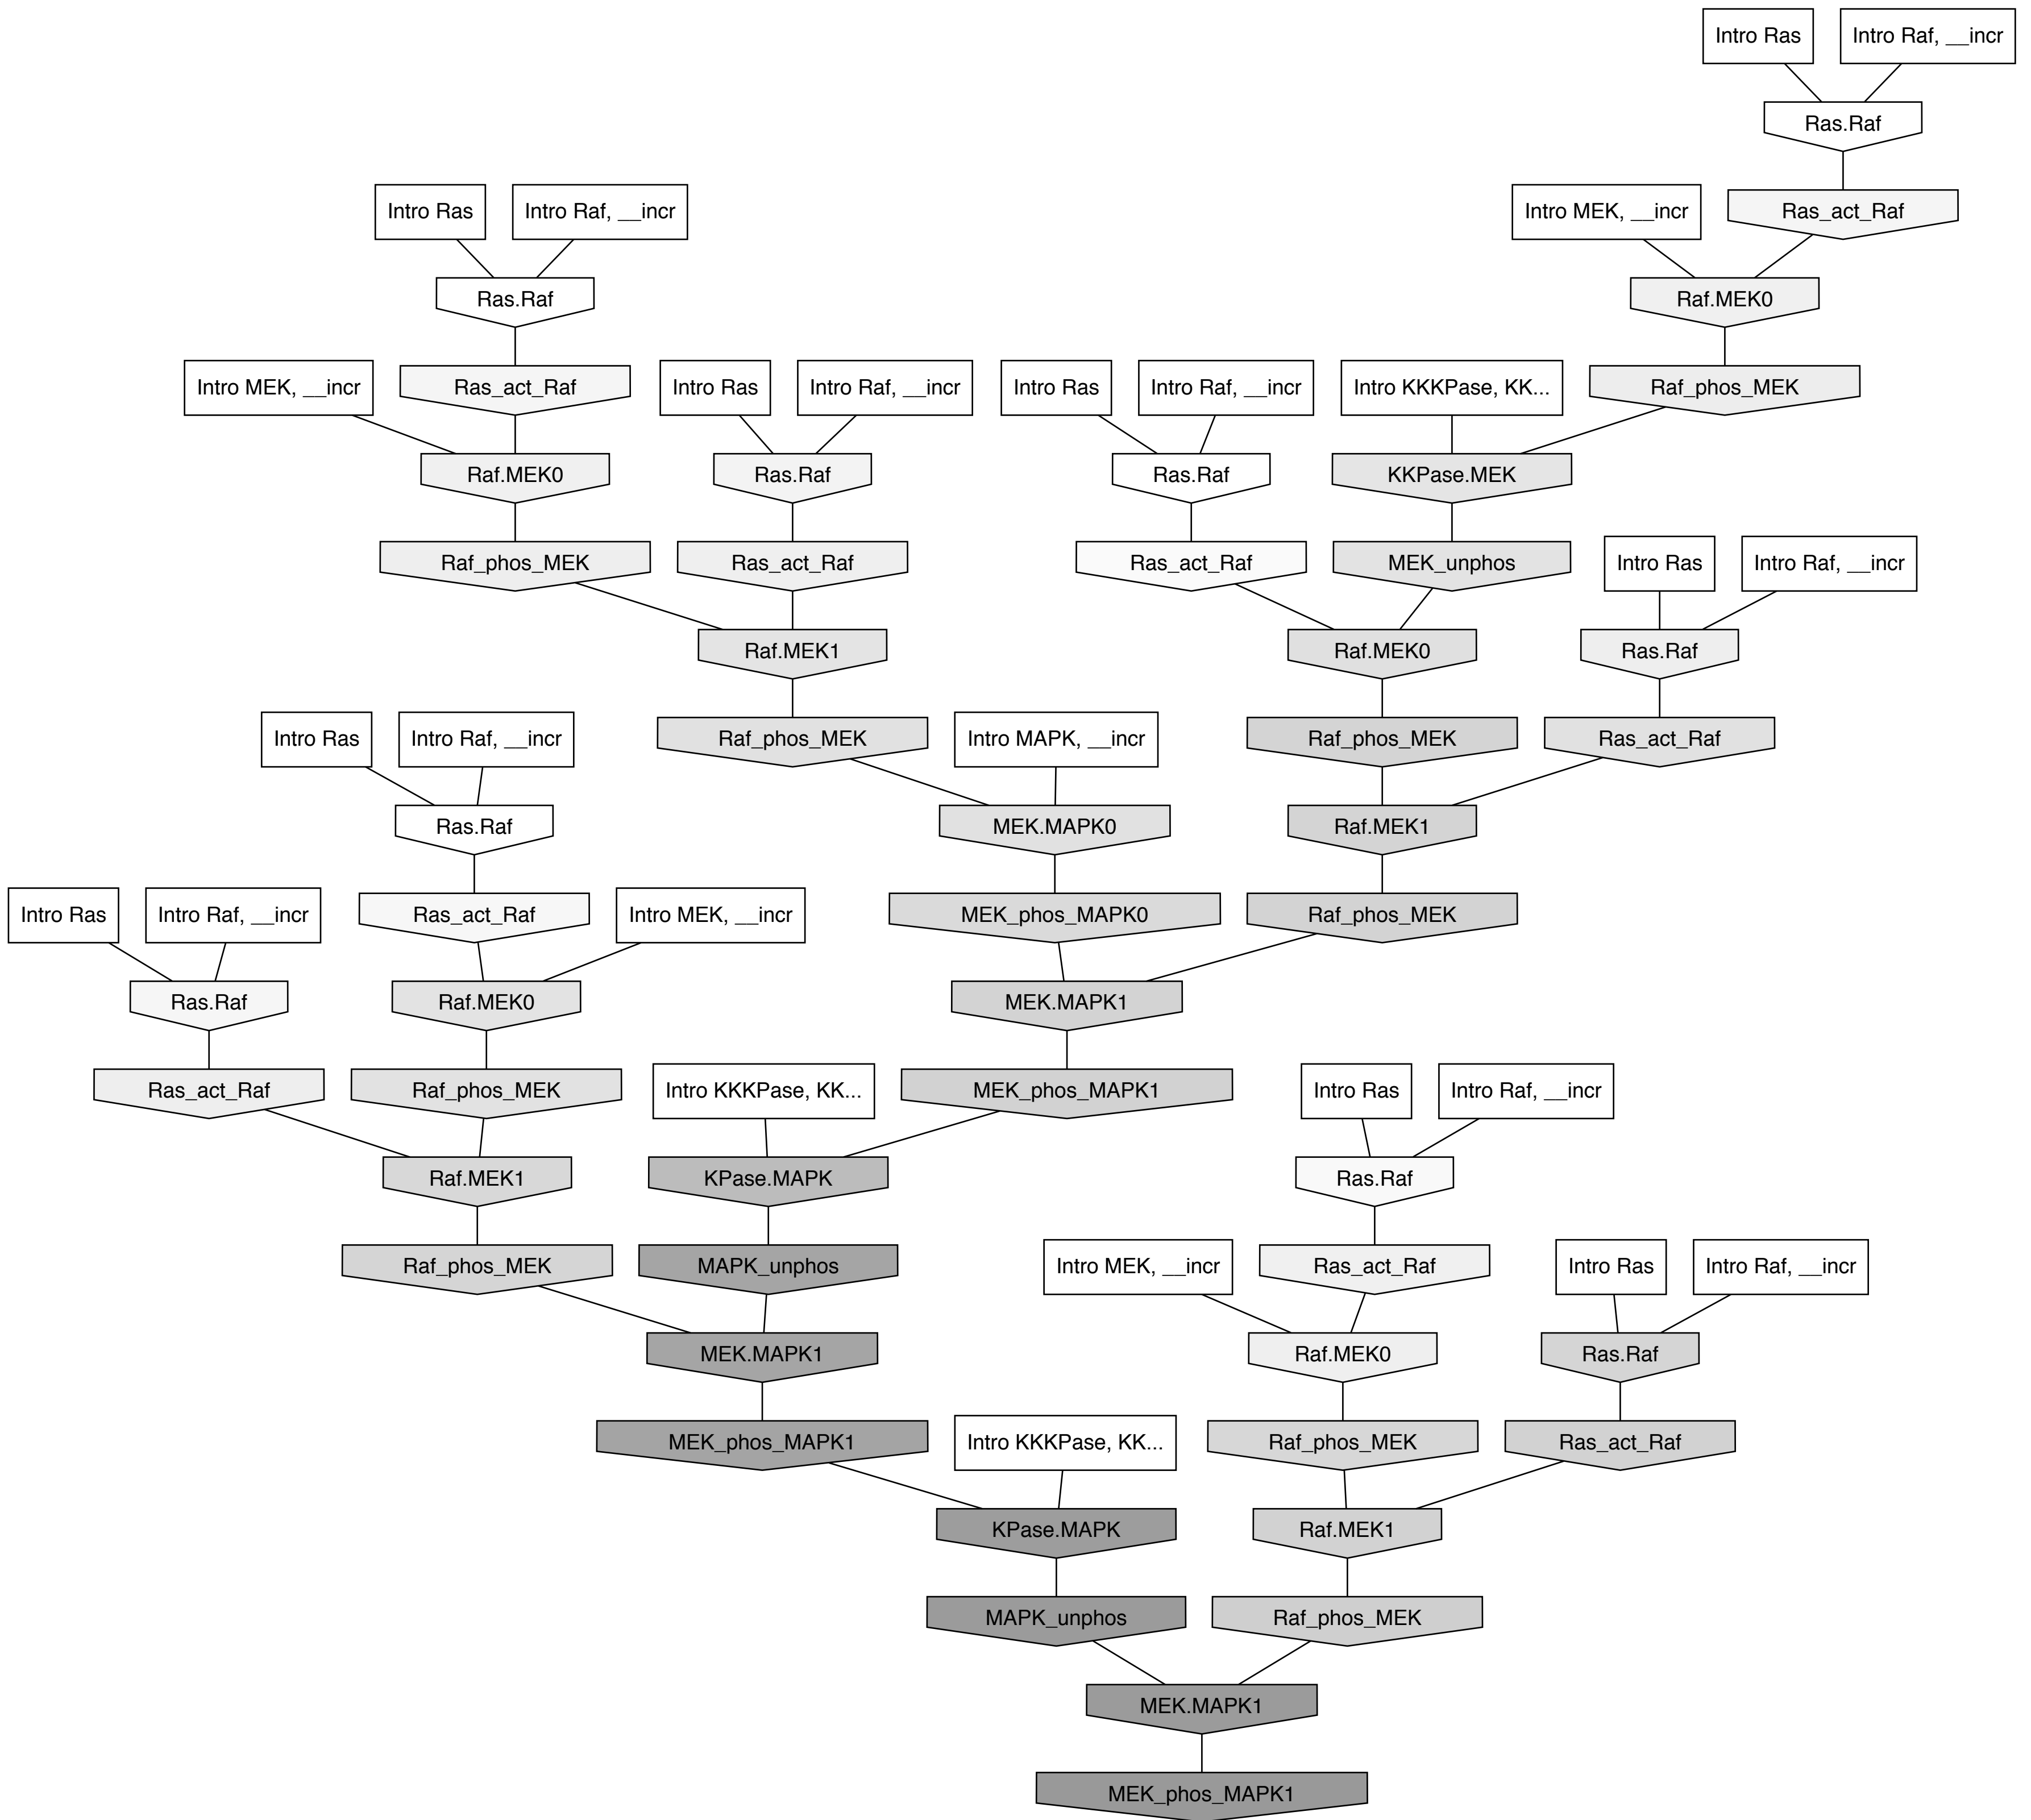 Intro Ras
Intro Raf, __incr
Ras.Raf
Intro Ras
Intro Raf, __incr
Intro MEK, __incr
Ras_act_Raf
Ras.Raf
Raf.MEK0
Intro MEK, __incr
Ras_act_Raf
Intro Ras
Intro Raf, __incr
Intro Ras
Intro Raf, __incr
Intro KKKPase, KK...
Raf_phos_MEK
Raf.MEK0
Ras.Raf
Ras.Raf
KKPase.MEK
Raf_phos_MEK
Ras_act_Raf
Ras_act_Raf
MEK_unphos
Intro Ras
Intro Raf, __incr
Raf.MEK1
Raf.MEK0
Ras.Raf
Intro Ras
Intro Raf, __incr
Raf_phos_MEK
Intro MAPK, __incr
Raf_phos_MEK
Ras_act_Raf
Ras.Raf
MEK.MAPK0
Raf.MEK1
Intro Ras
Intro Raf, __incr
Ras_act_Raf
Intro MEK, __incr
MEK_phos_MAPK0
Raf_phos_MEK
Ras.Raf
Raf.MEK0
MEK.MAPK1
Ras_act_Raf
Raf_phos_MEK
Intro KKKPase, KK...
MEK_phos_MAPK1
Intro Ras
Intro Raf, __incr
Raf.MEK1
KPase.MAPK
Ras.Raf
Raf_phos_MEK
MAPK_unphos
Intro MEK, __incr
Ras_act_Raf
Intro Ras
Intro Raf, __incr
MEK.MAPK1
Raf.MEK0
Ras.Raf
MEK_phos_MAPK1
Intro KKKPase, KK...
Raf_phos_MEK
Ras_act_Raf
KPase.MAPK
Raf.MEK1
MAPK_unphos
Raf_phos_MEK
MEK.MAPK1
MEK_phos_MAPK1